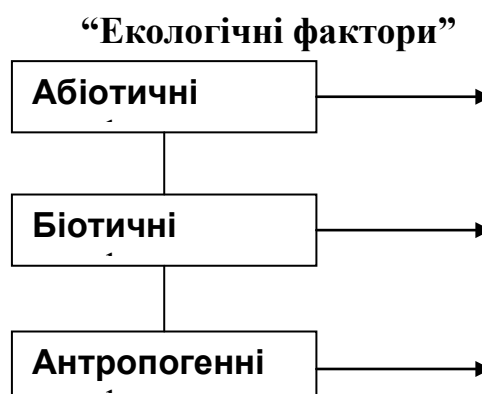 “Екологічні фактори”
Абіотичні
Біотичні
Антропогенні